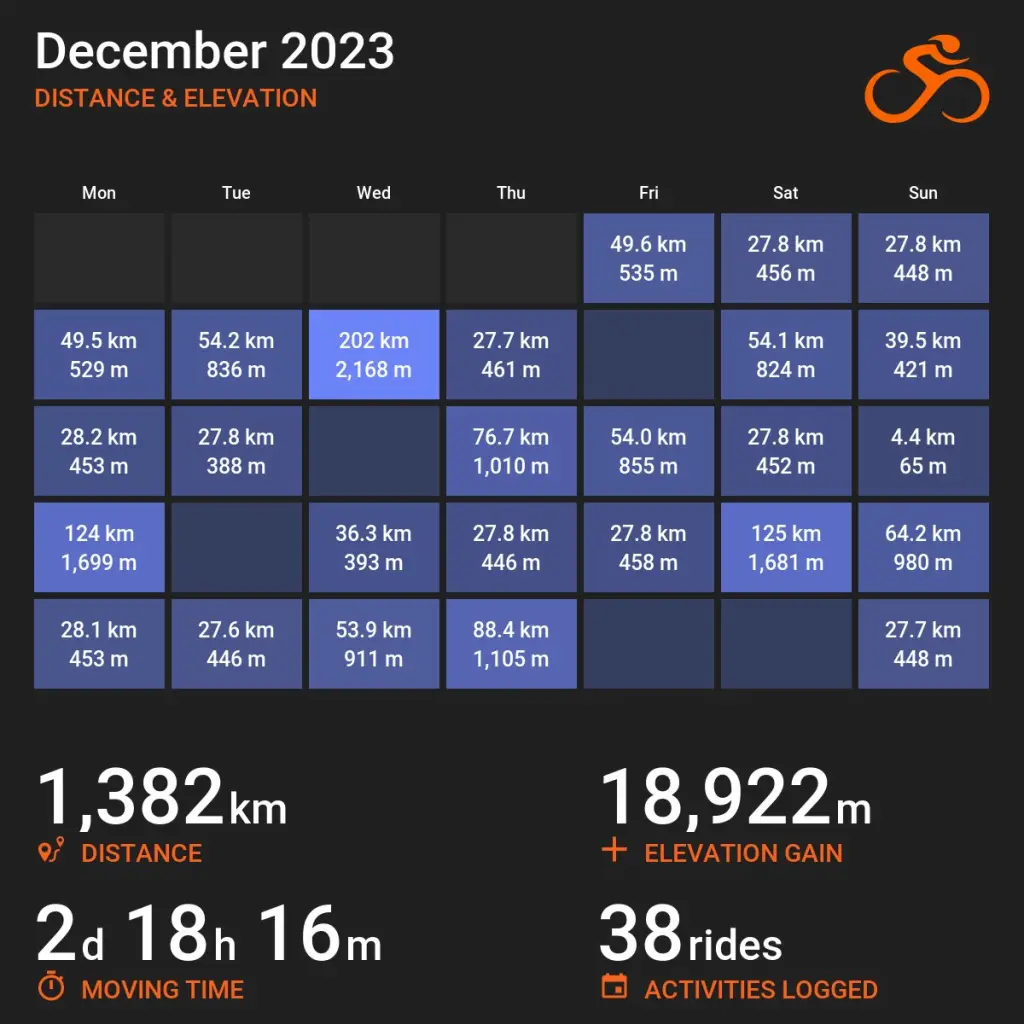 December 2023
DISTANCE & ELEVATION
Mon Tue Wed Thu Fri Sat Sun
49.6 km 27.8 km 27.8 km
535 m 456 m 448 m
49.5 km 54.2 km 202 km 27.7 km 54.1 km 39.5 km
529 m 836 m 2,168 m 461 m 824 m 421 m
28.2 km 27.8 km 76.7 km 54.0 km 27.8 km 4.4 km
453 m 388 m 1,010 m 855 m 452 m 65 m
124 km 36.3 km 27.8 km 27.8 km 125 km 64.2 km
1,699 m 393 m 446 m 458 m 1,681 m 980 m
28.1 km 27.6 km 53.9 km 88.4 km 27.7 km
453 m 446 m 911 m 1,105 m 448 m
1,382km 18,922m
DISTANCE ELEVATION GAIN
2d 18h 16m 38rides
MOVING TIME ACTIVITIES LOGGED